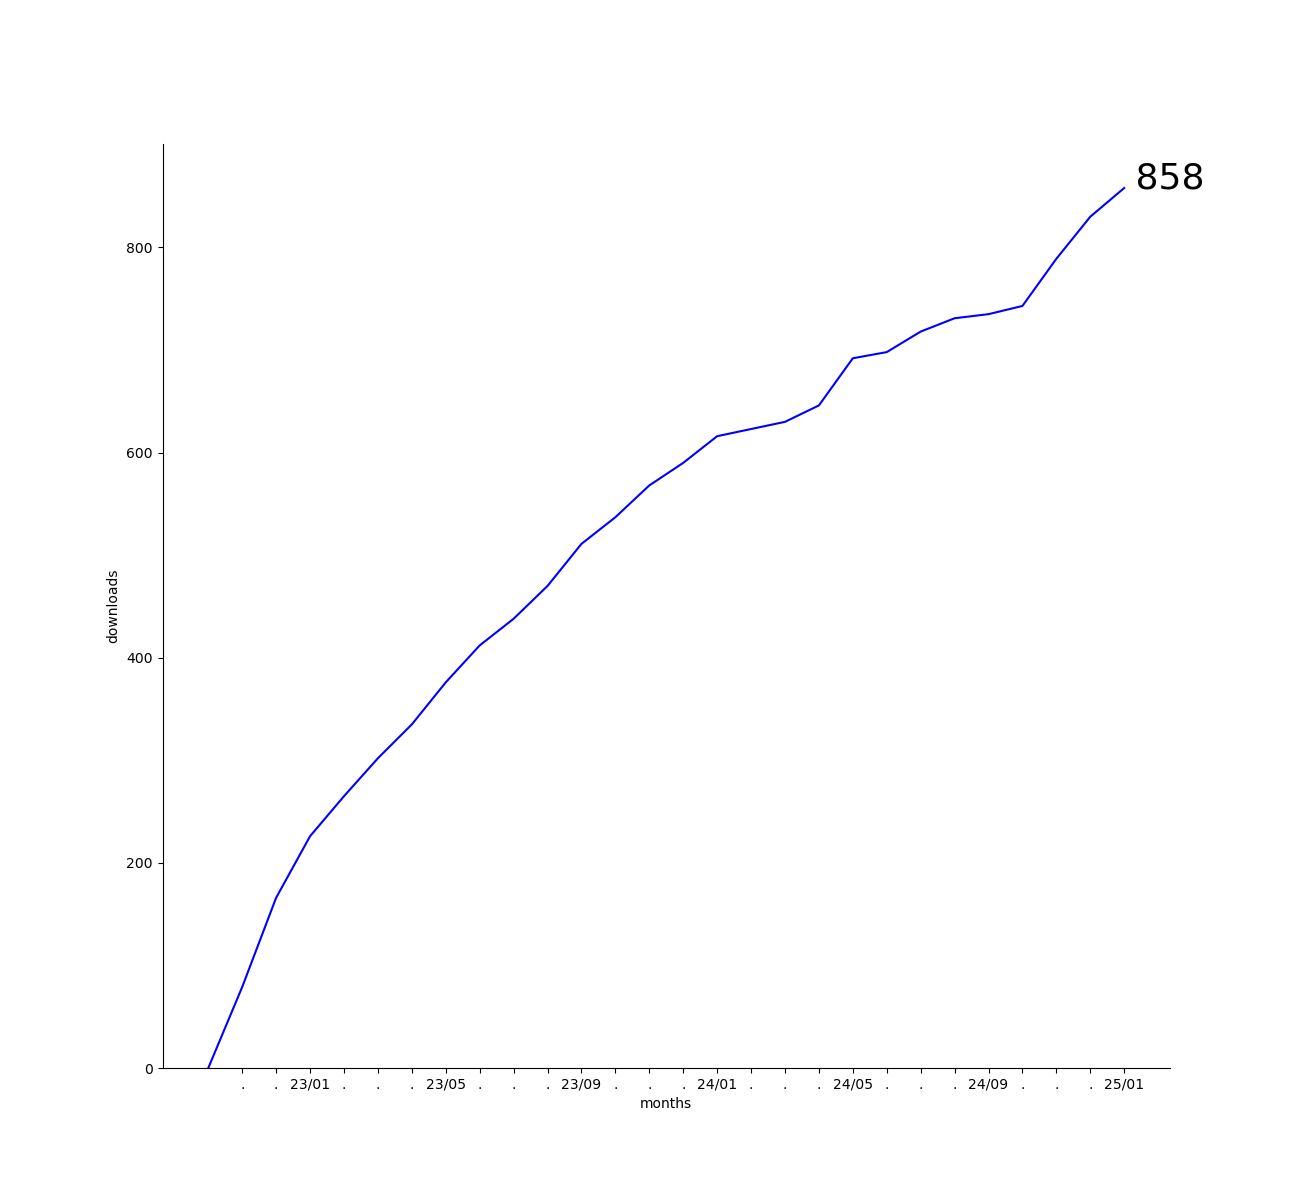 858
800
600
400
200
0
downloads
. . 23/01 . . . 23/05 . . . 23/09 . . . 24/01 . . . 24/05 . . . 24/09 . . . 25/01
months